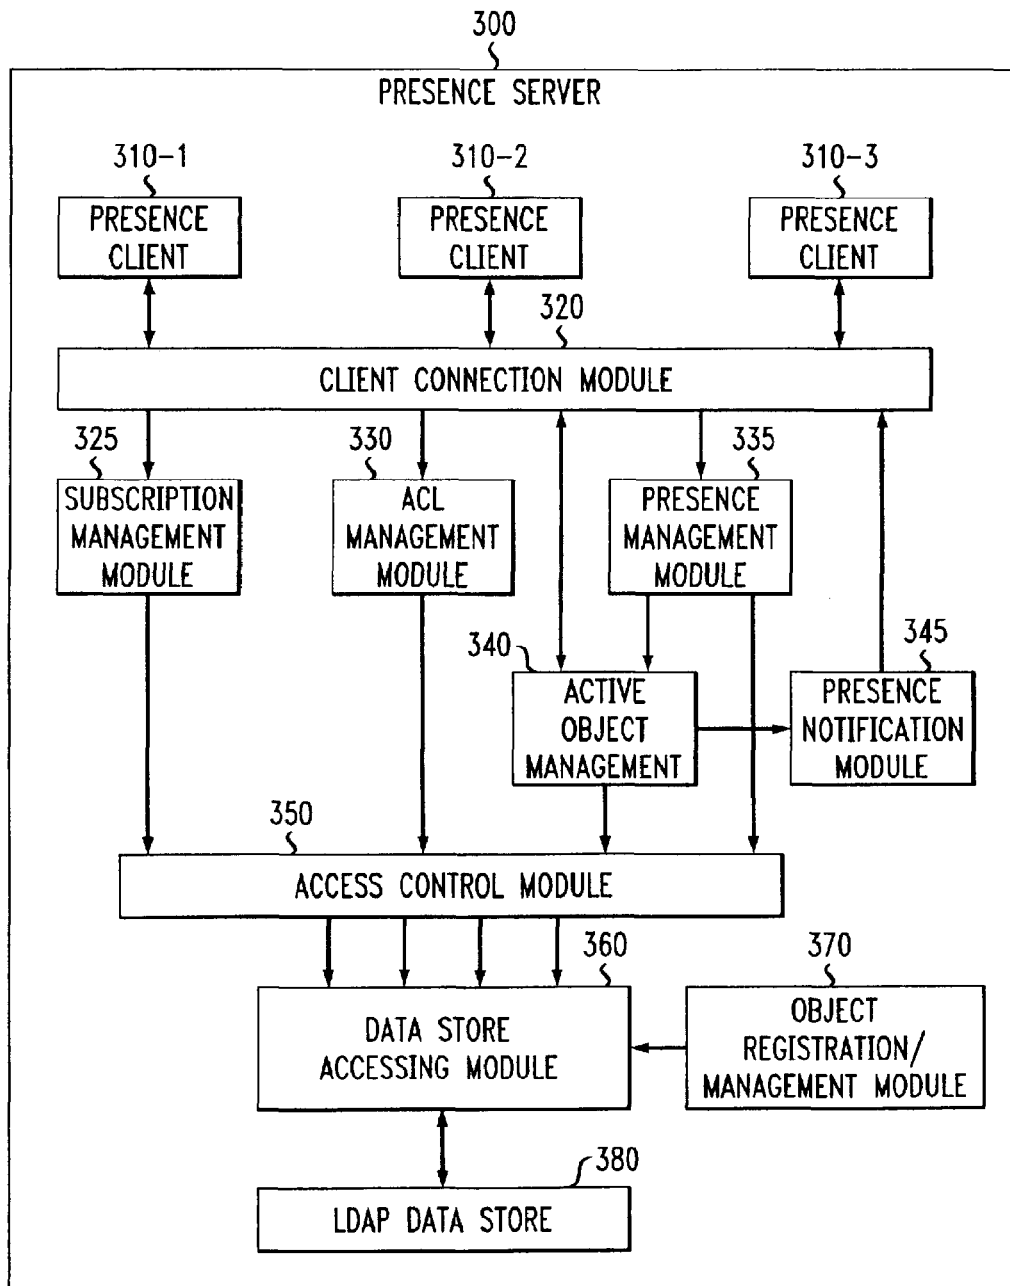 300
PRESENCE SERVER
310-1
310-2
310-3
PRESENCE
CLIENT
PRESENCE
CLIENT
PRESENCE
CLIENT
320
CLIENT CONNECTION MODULE
325
SUBSCRIPTION
MANAGEMENT
MODULE
330
ACL
MANAGEMENT
MODULE
335
PRESENCE
MANAGEMENT
MODULE
340
ACTIVE
OBJECT
MANAGEMENT
345
PRESENCE
NOTIFICATION
MODULE
350
ACCESS CONTROL MODULE
360
DATA STORE
ACCESSING MODULE
370
OBJECT
REGISTRATION/
MANAGEMENT MODULE
380
LDAP DATA STORE